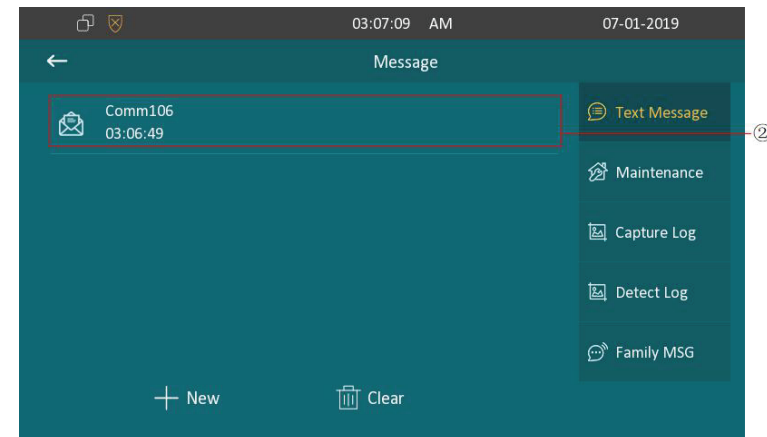 03:07:09 AM 07-01-2019
Message
Comm106
03:06:49
Text Message
②
Maintenance
Capture Log
Detect Log
Family MSG
New Clear